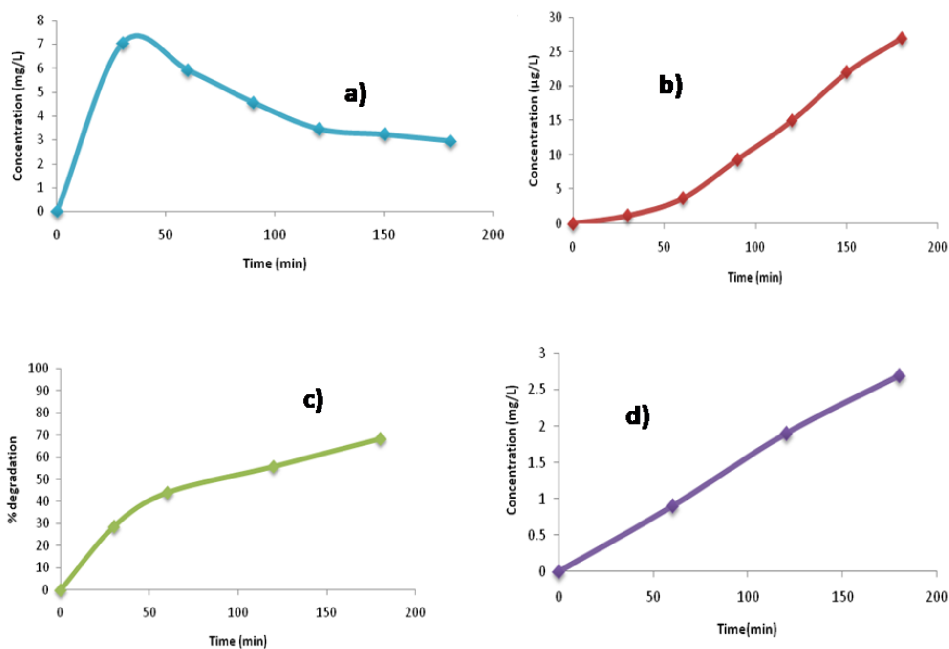 a)
Concentration (mg/L)
8
7
6
5
4
3
2
1
0
0 50 100 150 200
Time (min)
b)
Concentration (µg/L)
30
25
20
15
10
5
0
0 50 100 150 200
Time (min)
c)
% degradation
100
90
80
70
60
50
40
30
20
10
0
0 50 100 150 200
Time (min)
d)
Concentration (mg/L)
3
2.5
2
1.5
1
0.5
0
0 50 100 150 200
Time(min)